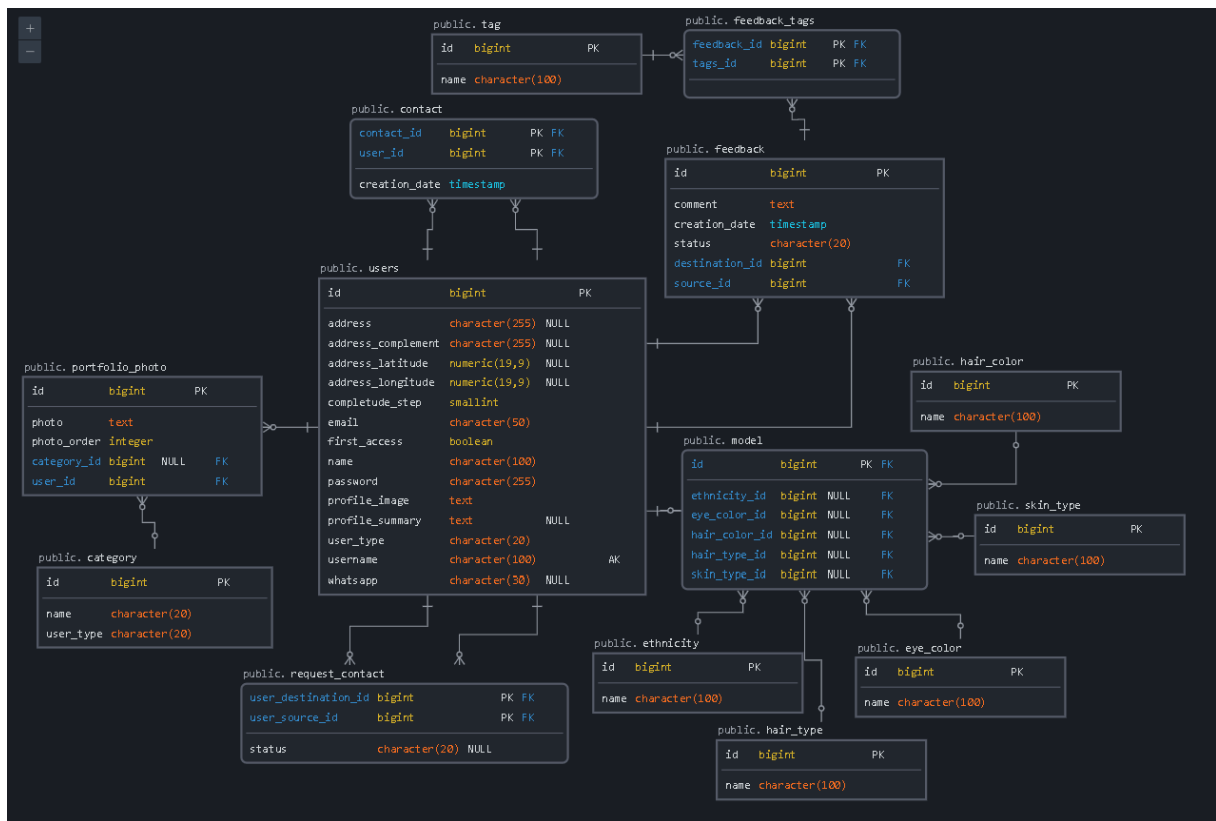 +
−
public. tag
id bigint PK
name character(100)
public. feedback_tags
feedback_id bigint PK FK
tags_id bigint PK FK
public. contact
contact_id bigint PK FK
user_id bigint PK FK
creation_date timestamp
public. feedback
id bigint PK
comment text
creation_date timestamp
status character(20)
destination_id bigint FK
source_id bigint FK
public. users
id bigint PK
address character(255) NULL
address_complement character(255) NULL
address_latitude numeric(19,9) NULL
address_longitude numeric(19,9) NULL
completude_step smallint
email character(50)
first_access boolean
name character(100)
password character(255)
profile_image text
profile_summary text NULL
user_type character(20)
username character(100) AK
whatsapp character(30) NULL
public. portfolio_photo
id bigint PK
photo text
photo_order integer
category_id bigint NULL FK
user_id bigint FK
public. hair_color
id bigint PK
name character(100)
public. model
id bigint PK FK
ethnicity_id bigint NULL FK
eye_color_id bigint NULL FK
hair_color_id bigint NULL FK
hair_type_id bigint NULL FK
skin_type_id bigint NULL FK
public. skin_type
id bigint PK
name character(100)
public. category
id bigint PK
name character(20)
user_type character(20)
public. ethnicity
id bigint PK
name character(100)
public. eye_color
id bigint PK
name character(100)
public. request_contact
user_destination_id bigint PK FK
user_source_id bigint PK FK
status character(20) NULL
public. hair_type
id bigint PK
name character(100)